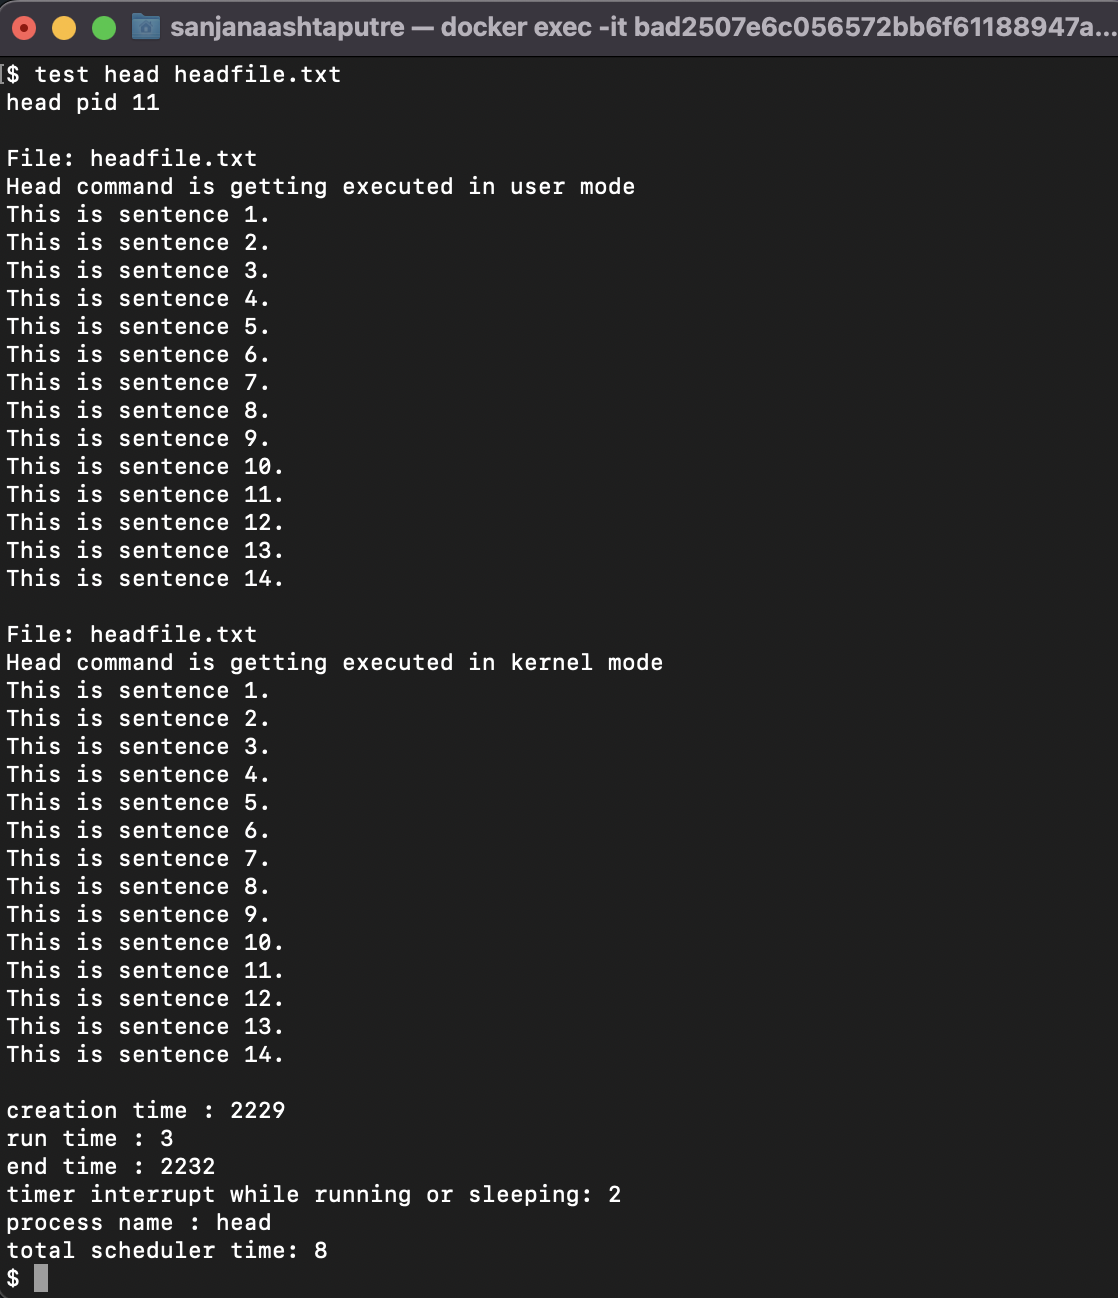 sanjanaashtaputre — docker exec -it bad2507e6c056572bb6f61188947a...
[$ test head headfile.txt
head pid 11
File: headfile.txt
Head command is getting executed in user mode
This is sentence 1.
This is sentence 2.
This is sentence 3.
This is sentence 4.
This is sentence 5.
This is sentence 6.
This is sentence 7.
This is sentence 8.
This is sentence 9.
This is sentence 10.
This is sentence 11.
This is sentence 12.
This is sentence 13.
This is sentence 14.
File: headfile.txt
Head command is getting executed in kernel mode
This is sentence 1.
This is sentence 2.
This is sentence 3.
This is sentence 4.
This is sentence 5.
This is sentence 6.
This is sentence 7.
This is sentence 8.
This is sentence 9.
This is sentence 10.
This is sentence 11.
This is sentence 12.
This is sentence 13.
This is sentence 14.
creation time : 2229
run time : 3
end time : 2232
timer interrupt while running or sleeping: 2
process name : head
total scheduler time: 8
$